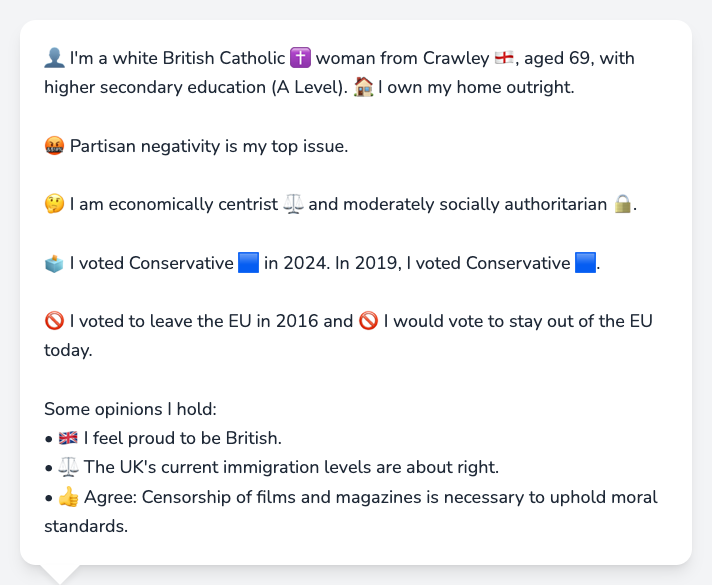 👤 I'm a white British Catholic ✝️ woman from Crawley 🏴󠁧󠁢󠁥󠁮󠁧󠁿, aged 69, with
higher secondary education (A Level). 🏠 I own my home outright.
🤬 Partisan negativity is my top issue.
🤔 I am economically centrist ⚖️ and moderately socially authoritarian 🔒.
🗳️ I voted Conservative 🟦 in 2024. In 2019, I voted Conservative 🟦.
🚫 I voted to leave the EU in 2016 and 🚫 I would vote to stay out of the EU
today.
Some opinions I hold:
• 🇬🇧 I feel proud to be British.
• ⚖️ The UK's current immigration levels are about right.
• 👍 Agree: Censorship of films and magazines is necessary to uphold moral
standards.